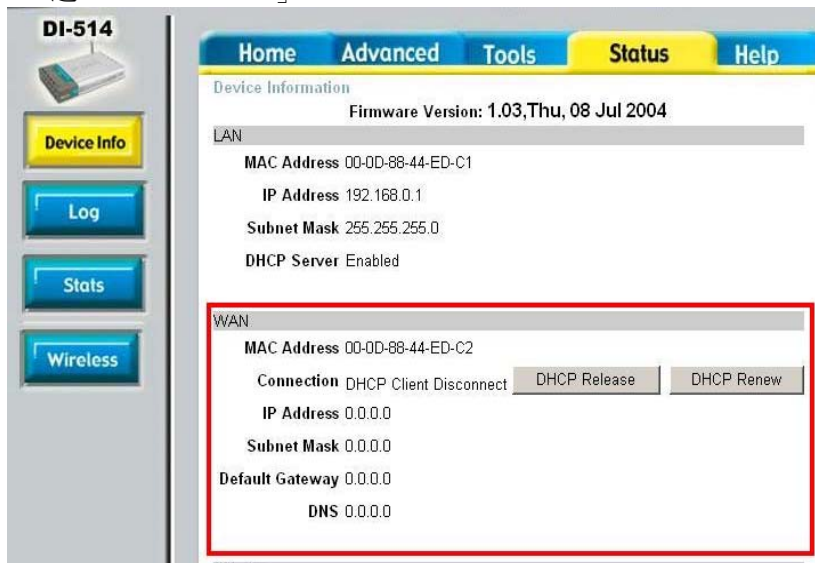 DI-514
Home Advanced Tools Status Help
Device Information
Firmware Version: 1.03,Thu, 08 Jul 2004
Device Info
LAN
MAC Address 00-0D-88-44-ED-C1
IP Address 192.168.0.1
Log
Subnet Mask 255.255.255.0
DHCP Server Enabled
Stats
WAN
MAC Address 00-0D-88-44-ED-C2
Wireless
Connection DHCP Client Disconnect DHCP Release DHCP Renew
IP Address 0.0.0.0
Subnet Mask 0.0.0.0
Default Gateway 0.0.0.0
DNS 0.0.0.0